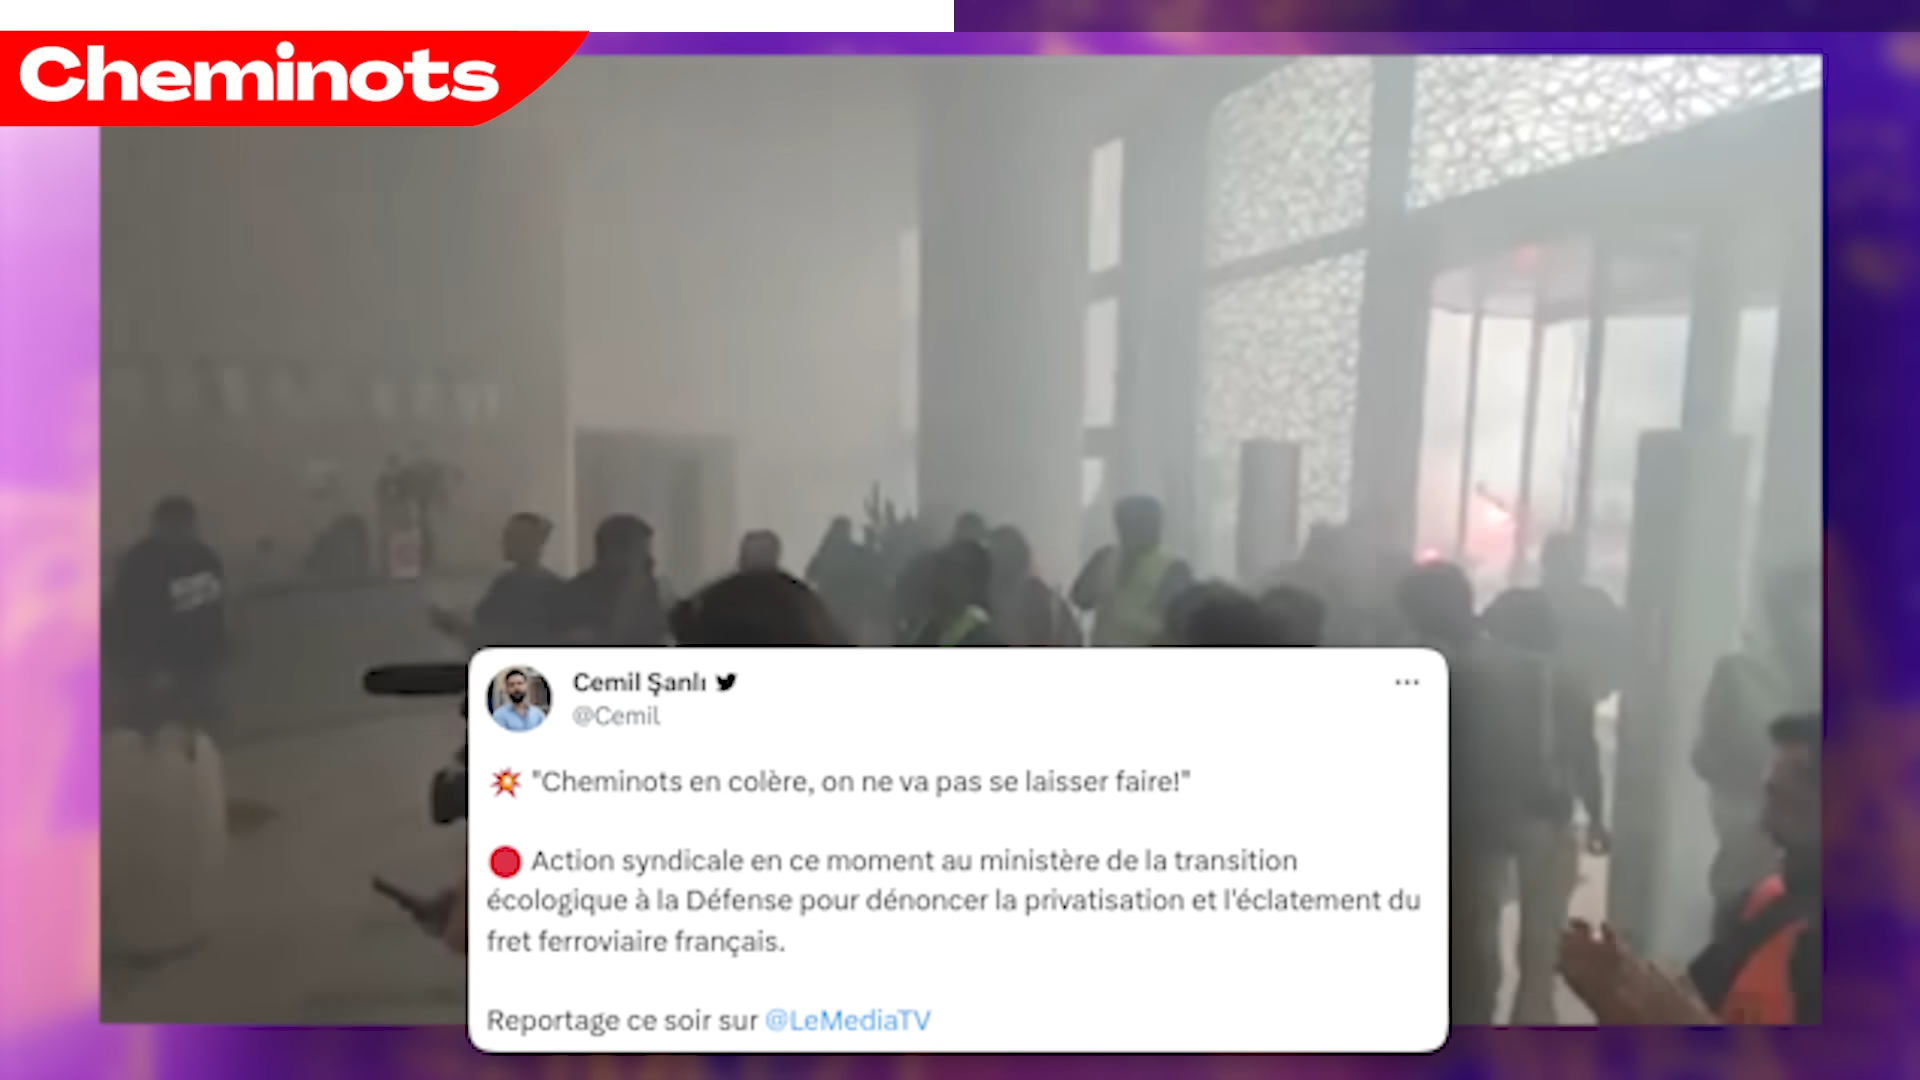 Cheminots
Cemil Şanlı
@Cemil
"Cheminots en colère, on ne va pas se laisser faire!"
Action syndicale en ce moment au ministère de la transition
écologique à la Défense pour dénoncer la privatisation et l'éclatement du
fret ferroviaire français.
Reportage ce soir sur @LeMediaTV